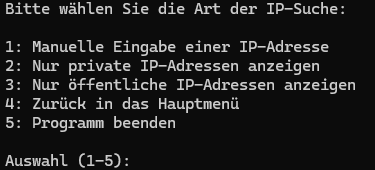 Bitte wählen Sie die Art der IP-Suche:
1: Manuelle Eingabe einer IP-Adresse
2: Nur private IP-Adressen anzeigen
3: Nur öffentliche IP-Adressen anzeigen
4: Zurück in das Hauptmenü
5: Programm beenden
Auswahl (1-5):